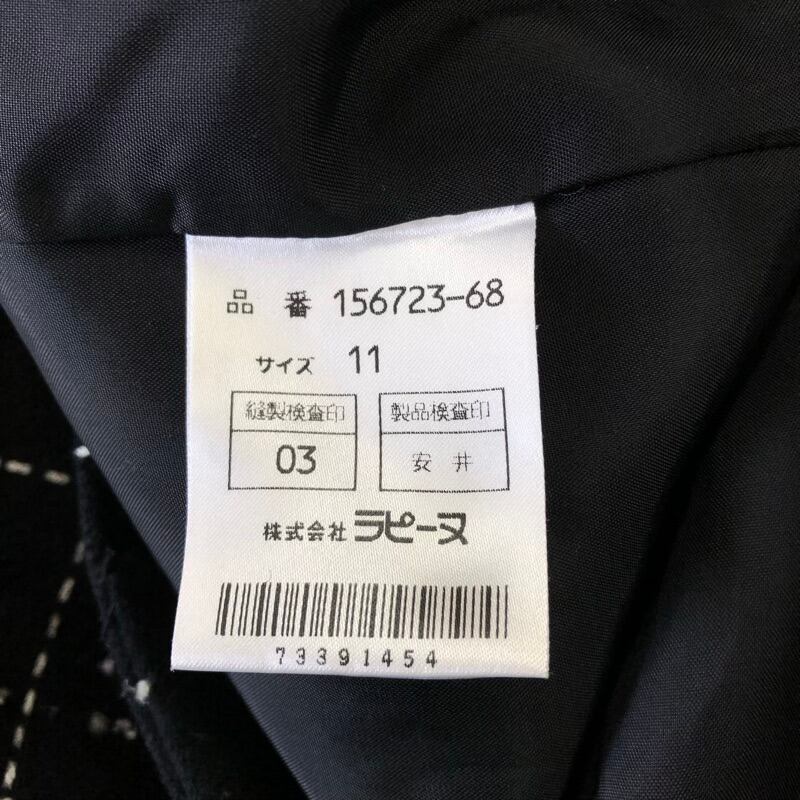 品 番 156723-68
サイズ 11
縫製検査印 製品検査印
03 安 井
株式会社 ラピーヌ
73391454